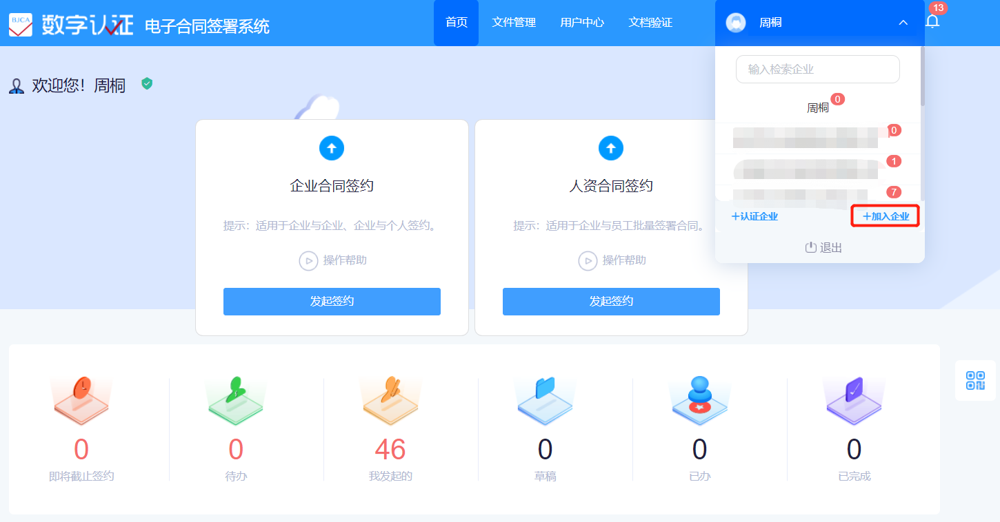 BJCA 数字认证 电子合同签署系统
首页 文件管理 用户中心 文档验证
周桐
13
输入检索企业
周桐 0
0
1
7
+认证企业 +加入企业
退出
欢迎您！周桐
企业合同签约
提示：适用于企业与企业、企业与个人签约。
操作帮助
发起签约
人资合同签约
提示：适用于企业与员工批量签署合同。
操作帮助
发起签约
0
即将截止签约
0
待办
46
我发起的
0
草稿
0
已办
0
已完成